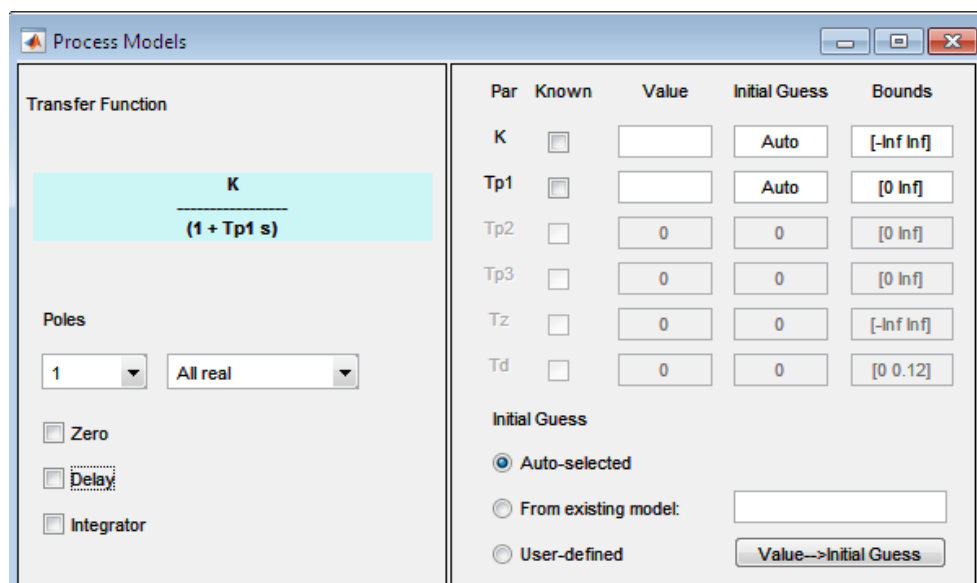 Process Models
Transfer Function
K
-----------------
(1 + Tp1 s)
Poles
1 All real
Zero
Delay
Integrator
Par Known Value Initial Guess Bounds
K Auto [-Inf Inf]
Tp1 Auto [0 Inf]
Tp2 0 0 [0 Inf]
Tp3 0 0 [0 Inf]
Tz 0 0 [-Inf Inf]
Td 0 0 [0 0.12]
Initial Guess
Auto-selected
From existing model:
User-defined Value-->Initial Guess